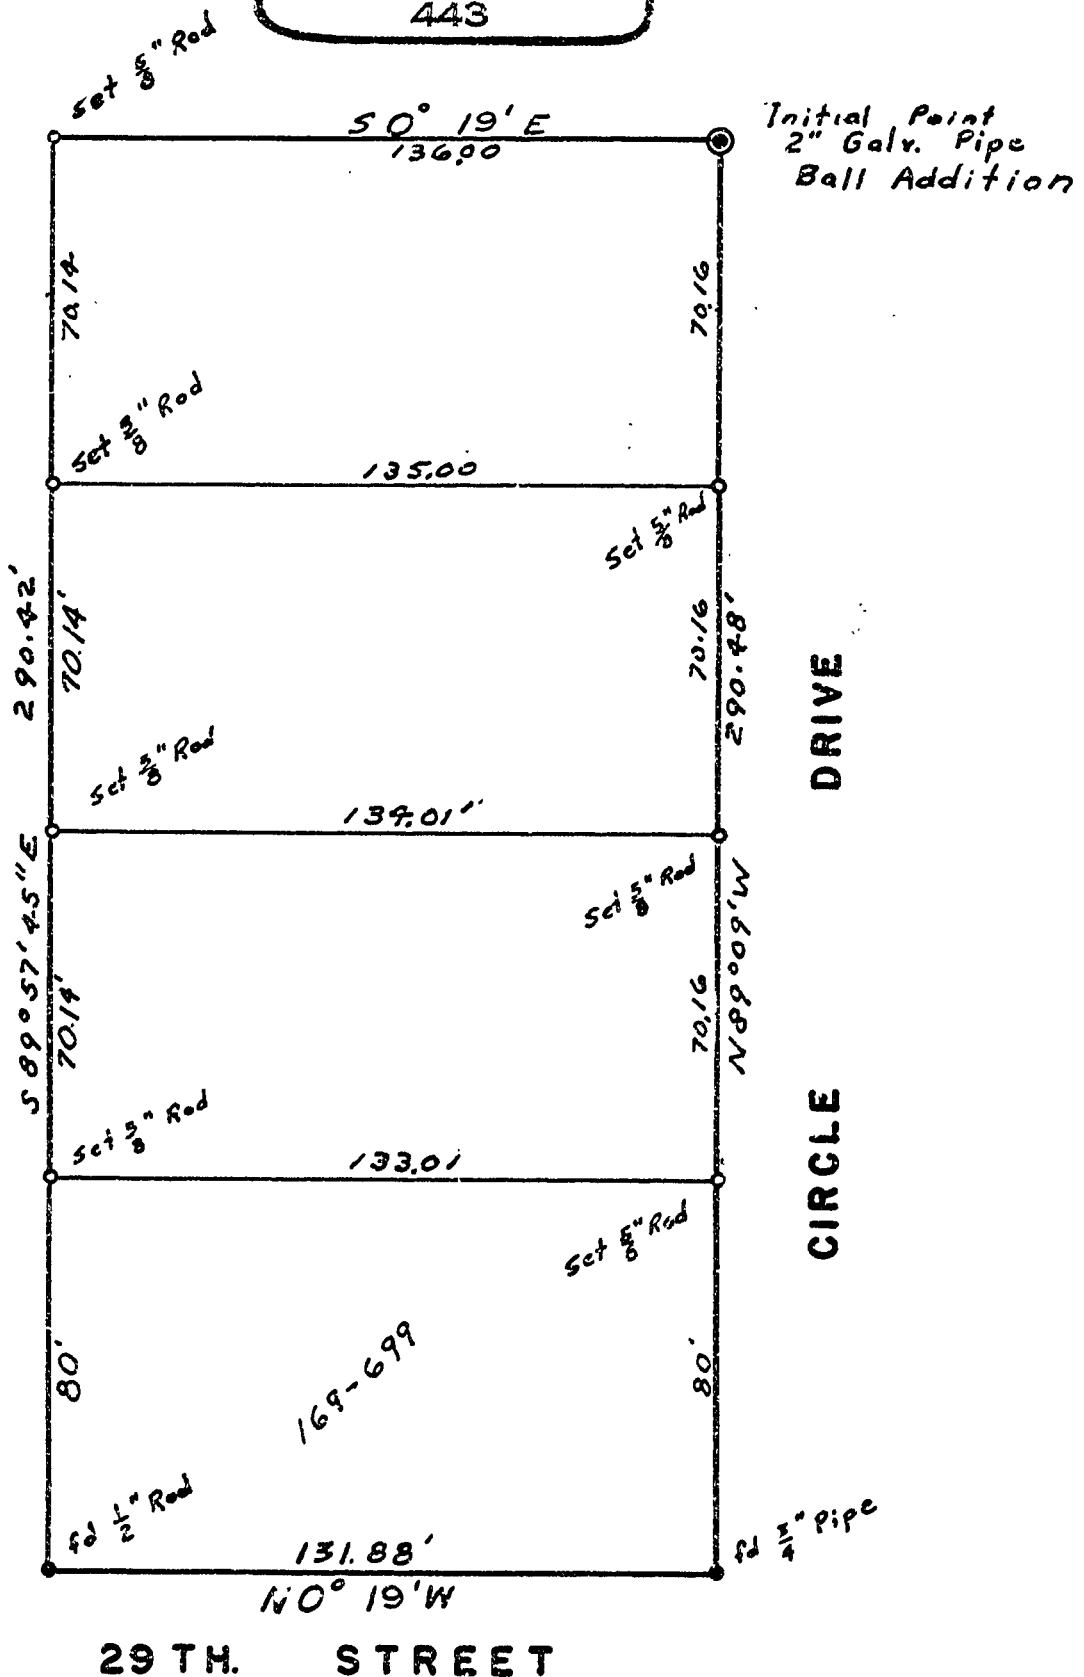 443
Set 5/8" Rod
S 0° 19' E
136.00
Initial Point
2" Galv. Pipe
Ball Addition
70.14
70.16
Set 5/8" Rod
135.00
Set 5/8" Rod
290.42'
70.14'
70.16
290.48'
DRIVE
Set 5/8" Rod
134.01'
Set 5/8" Rod
S 89° 57' 45" E
70.14'
70.16
N 89° 09' W
Set 5/8" Rod
133.01
CIRCLE
Set 5/8" Rod
80'
169-699
80'
fd 1/2" Rod
131.88'
fd 3/4" Pipe
N 0° 19' W
29 TH. STREET